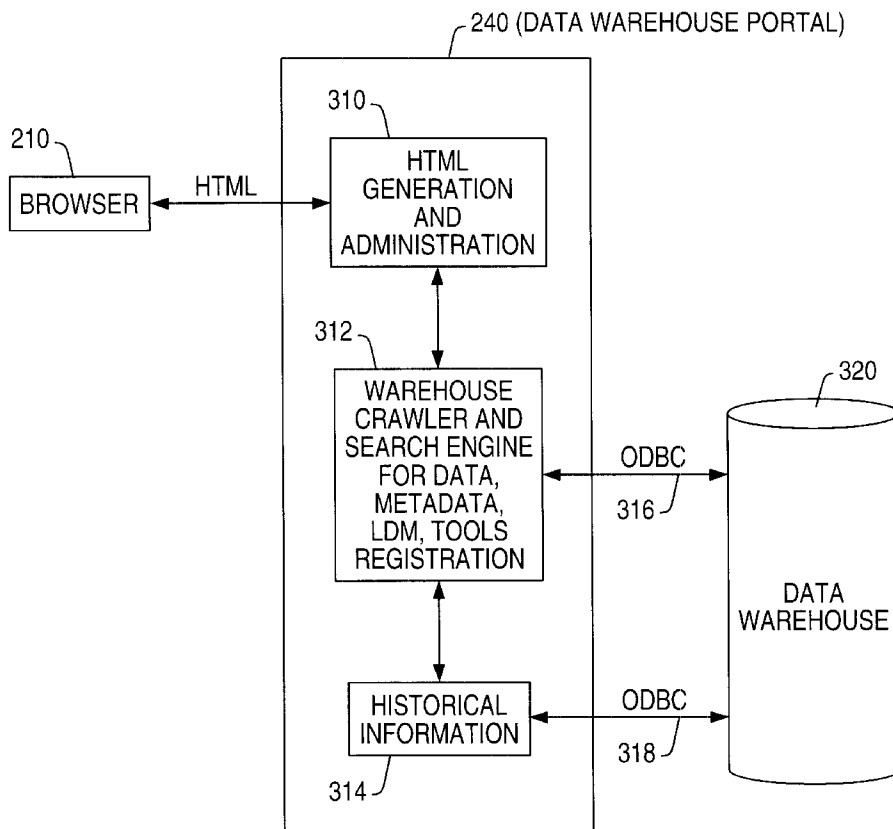 240 (DATA WAREHOUSE PORTAL)
310
210
HTML
GENERATION
AND
ADMINISTRATION
HTML
BROWSER
312
320
WAREHOUSE
CRAWLER AND
SEARCH ENGINE
FOR DATA,
METADATA,
LDM, TOOLS
REGISTRATION
ODBC
316
DATA
WAREHOUSE
HISTORICAL
INFORMATION
ODBC
318
314